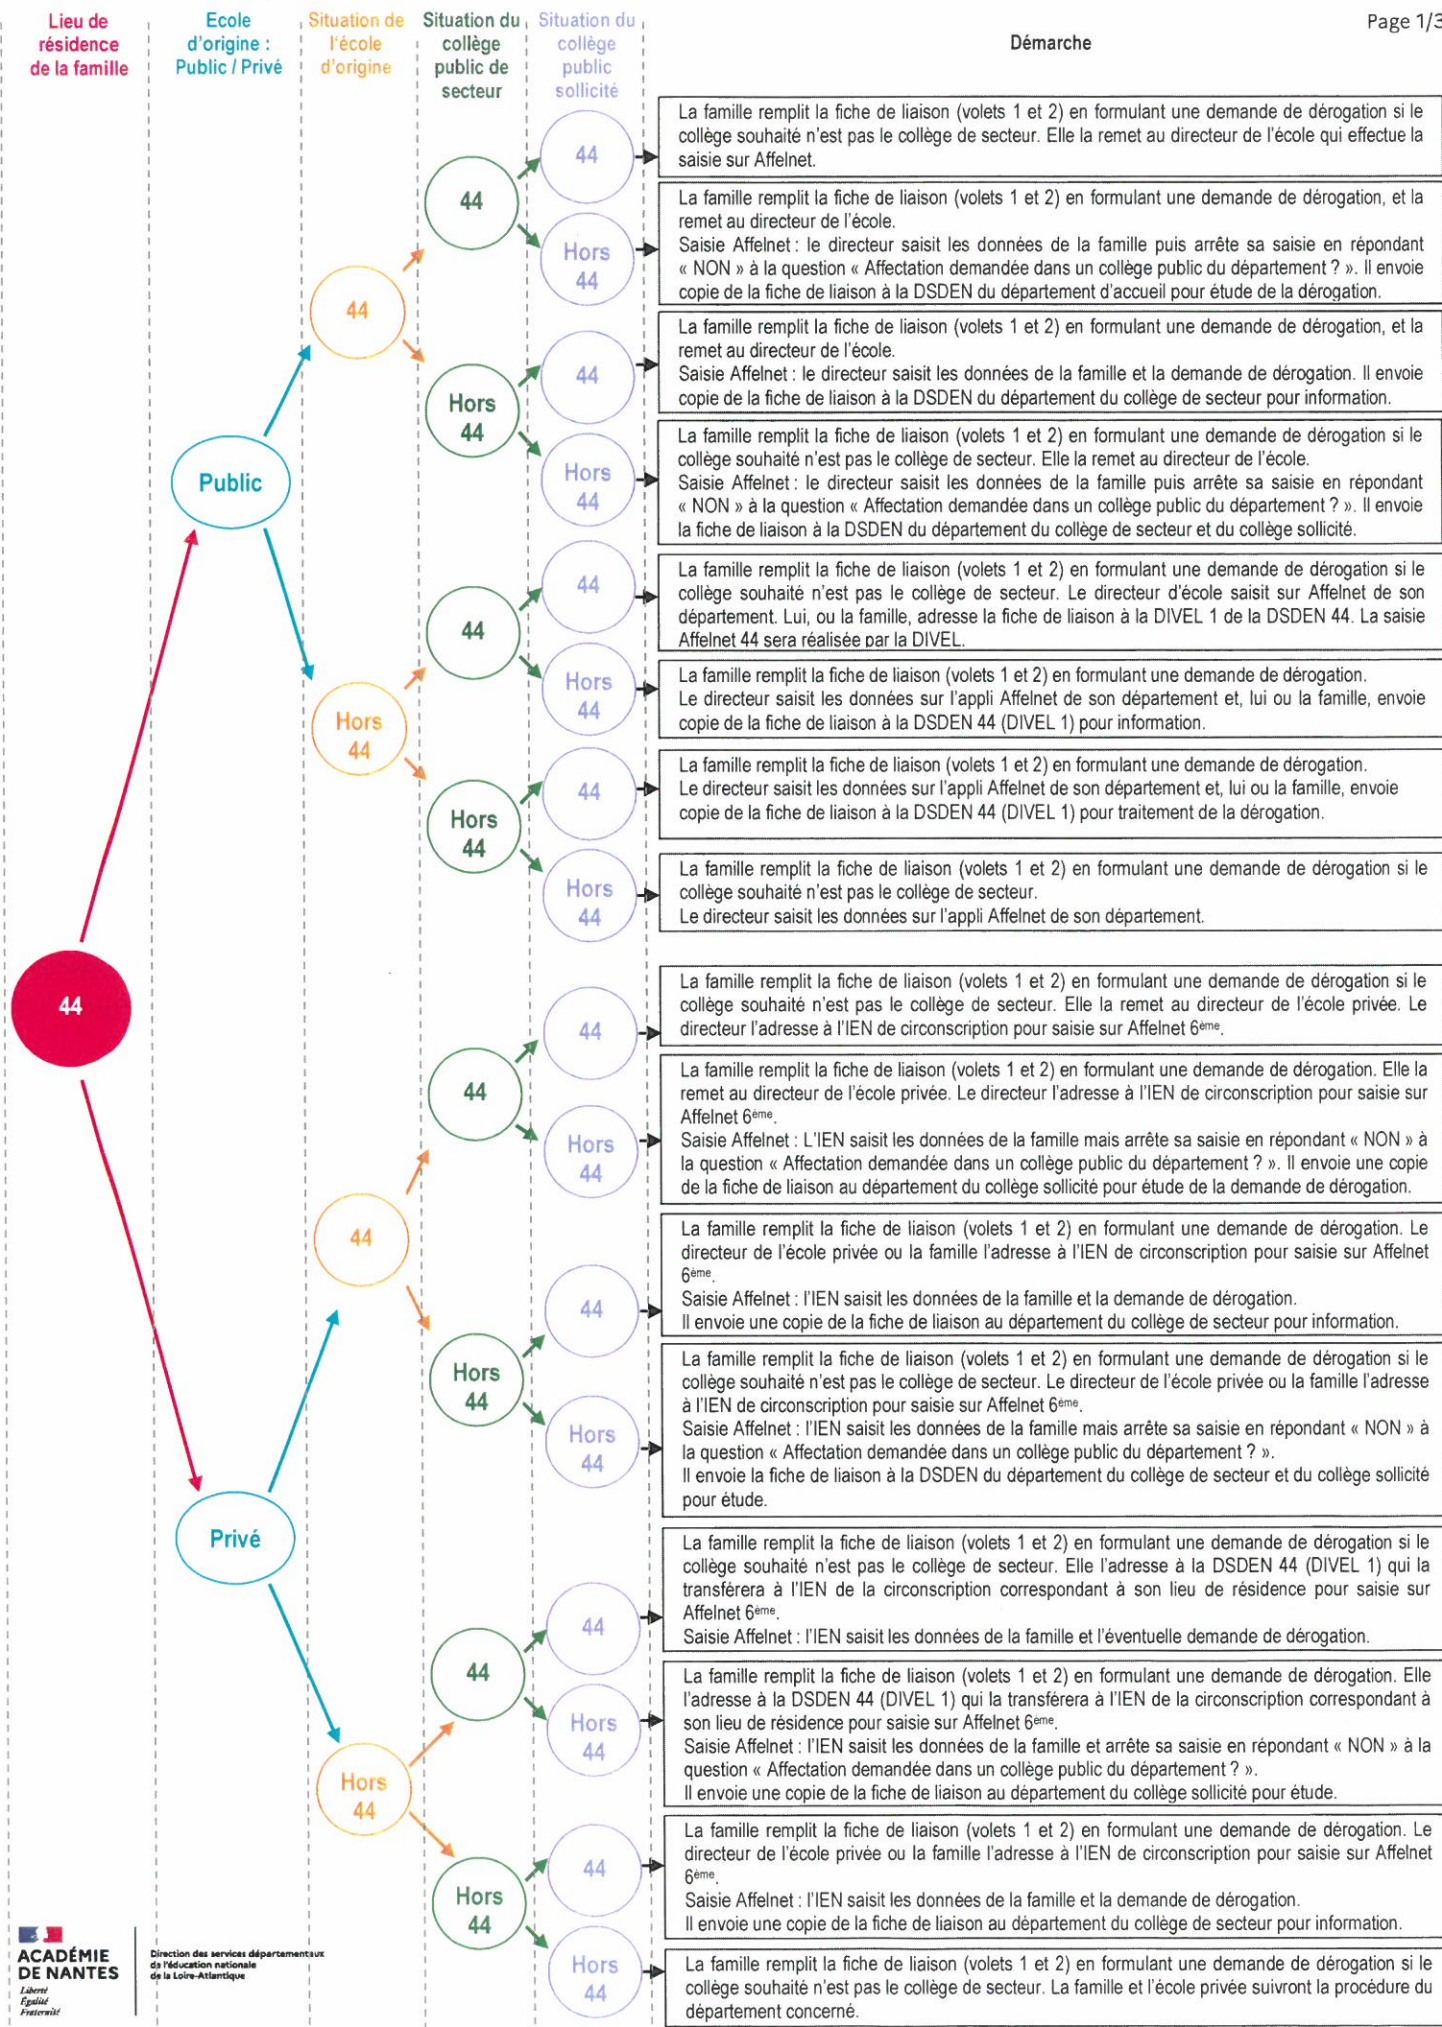 Page 1/3
Lieu de
résidence
de la famille
Ecole
d'origine :
Public / Privé
Situation de
l'école
d'origine
Situation du
collège
public de
secteur
Situation du
collège
public
sollicité
Démarche
44
Public
Privé
44
Hors
44
44
Hors
44
44
Hors
44
44
Hors
44
44
Hors
44
44
Hors
44
44
Hors
44
44
Hors
44
44
Hors
44
44
Hors
44
44
Hors
44
44
Hors
44
44
Hors
44
44
Hors
44
La famille remplit la fiche de liaison (volets 1 et 2) en formulant une demande de dérogation si le
collège souhaité n'est pas le collège de secteur. Elle la remet au directeur de l'école qui effectue la
saisie sur Affelnet.
La famille remplit la fiche de liaison (volets 1 et 2) en formulant une demande de dérogation, et la
remet au directeur de l'école.
Saisie Affelnet : le directeur saisit les données de la famille puis arrête sa saisie en répondant
« NON » à la question « Affectation demandée dans un collège public du département ? ». Il envoie
copie de la fiche de liaison à la DSDEN du département d'accueil pour étude de la dérogation.
La famille remplit la fiche de liaison (volets 1 et 2) en formulant une demande de dérogation, et la
remet au directeur de l'école.
Saisie Affelnet : le directeur saisit les données de la famille et la demande de dérogation. Il envoie
copie de la fiche de liaison à la DSDEN du département du collège de secteur pour information.
La famille remplit la fiche de liaison (volets 1 et 2) en formulant une demande de dérogation si le
collège souhaité n'est pas le collège de secteur. Elle la remet au directeur de l'école.
Saisie Affelnet : le directeur saisit les données de la famille puis arrête sa saisie en répondant
« NON » à la question « Affectation demandée dans un collège public du département ? ». Il envoie
la fiche de liaison à la DSDEN du département du collège de secteur et du collège sollicité.
La famille remplit la fiche de liaison (volets 1 et 2) en formulant une demande de dérogation si le
collège souhaité n'est pas le collège de secteur. Le directeur d'école saisit sur Affelnet de son
département. Lui, ou la famille, adresse la fiche de liaison à la DIVEL 1 de la DSDEN 44. La saisie
Affelnet 44 sera réalisée par la DIVEL.
La famille remplit la fiche de liaison (volets 1 et 2) en formulant une demande de dérogation.
Le directeur saisit les données sur l'appli Affelnet de son département et, lui ou la famille, envoie
copie de la fiche de liaison à la DSDEN 44 (DIVEL 1) pour information.
La famille remplit la fiche de liaison (volets 1 et 2) en formulant une demande de dérogation.
Le directeur saisit les données sur l'appli Affelnet de son département et, lui ou la famille, envoie
copie de la fiche de liaison à la DSDEN 44 (DIVEL 1) pour traitement de la dérogation.
La famille remplit la fiche de liaison (volets 1 et 2) en formulant une demande de dérogation si le
collège souhaité n'est pas le collège de secteur.
Le directeur saisit les données sur l'appli Affelnet de son département.
La famille remplit la fiche de liaison (volets 1 et 2) en formulant une demande de dérogation si le
collège souhaité n'est pas le collège de secteur. Elle la remet au directeur de l'école privée. Le
directeur l'adresse à l'IEN de circonscription pour saisie sur Affelnet 6ème.
La famille remplit la fiche de liaison (volets 1 et 2) en formulant une demande de dérogation. Elle la
remet au directeur de l'école privée. Le directeur l'adresse à l'IEN de circonscription pour saisie sur
Affelnet 6ème.
Saisie Affelnet : L'IEN saisit les données de la famille mais arrête sa saisie en répondant « NON » à
la question « Affectation demandée dans un collège public du département ? ». Il envoie une copie
de la fiche de liaison au département du collège sollicité pour étude de la demande de dérogation.
La famille remplit la fiche de liaison (volets 1 et 2) en formulant une demande de dérogation. Le
directeur de l'école privée ou la famille l'adresse à l'IEN de circonscription pour saisie sur Affelnet
6ème.
Saisie Affelnet : l'IEN saisit les données de la famille et la demande de dérogation.
Il envoie une copie de la fiche de liaison au département du collège de secteur pour information.
La famille remplit la fiche de liaison (volets 1 et 2) en formulant une demande de dérogation si le
collège souhaité n'est pas le collège de secteur. Le directeur de l'école privée ou la famille l'adresse
à l'IEN de circonscription pour saisie sur Affelnet 6ème.
Saisie Affelnet : l'IEN saisit les données de la famille mais arrête sa saisie en répondant « NON » à
la question « Affectation demandée dans un collège public du département ? ».
Il envoie la fiche de liaison à la DSDEN du département du collège de secteur et du collège sollicité
pour étude.
La famille remplit la fiche de liaison (volets 1 et 2) en formulant une demande de dérogation si le
collège souhaité n'est pas le collège de secteur. Elle l'adresse à la DSDEN 44 (DIVEL 1) qui la
transférera à l'IEN de la circonscription correspondant à son lieu de résidence pour saisie sur
Affelnet 6ème.
Saisie Affelnet : l'IEN saisit les données de la famille et l'éventuelle demande de dérogation.
La famille remplit la fiche de liaison (volets 1 et 2) en formulant une demande de dérogation. Elle
l'adresse à la DSDEN 44 (DIVEL 1) qui la transférera à l'IEN de la circonscription correspondant à
son lieu de résidence pour saisie sur Affelnet 6ème.
Saisie Affelnet : l'IEN saisit les données de la famille et arrête sa saisie en répondant « NON » à la
question « Affectation demandée dans un collège public du département ? ».
Il envoie une copie de la fiche de liaison au département du collège sollicité pour étude.
La famille remplit la fiche de liaison (volets 1 et 2) en formulant une demande de dérogation. Le
directeur de l'école privée ou la famille l'adresse à l'IEN de circonscription pour saisie sur Affelnet
6ème.
Saisie Affelnet : l'IEN saisit les données de la famille et la demande de dérogation.
Il envoie une copie de la fiche de liaison au département du collège de secteur pour information.
La famille remplit la fiche de liaison (volets 1 et 2) en formulant une demande de dérogation si le
collège souhaité n'est pas le collège de secteur. La famille et l'école privée suivront la procédure du
département concerné.
ACADÉMIE
DE NANTES
Liberté
Égalité
Fraternité
Direction des services départementaux
de l'éducation nationale
de la Loire-Atlantique